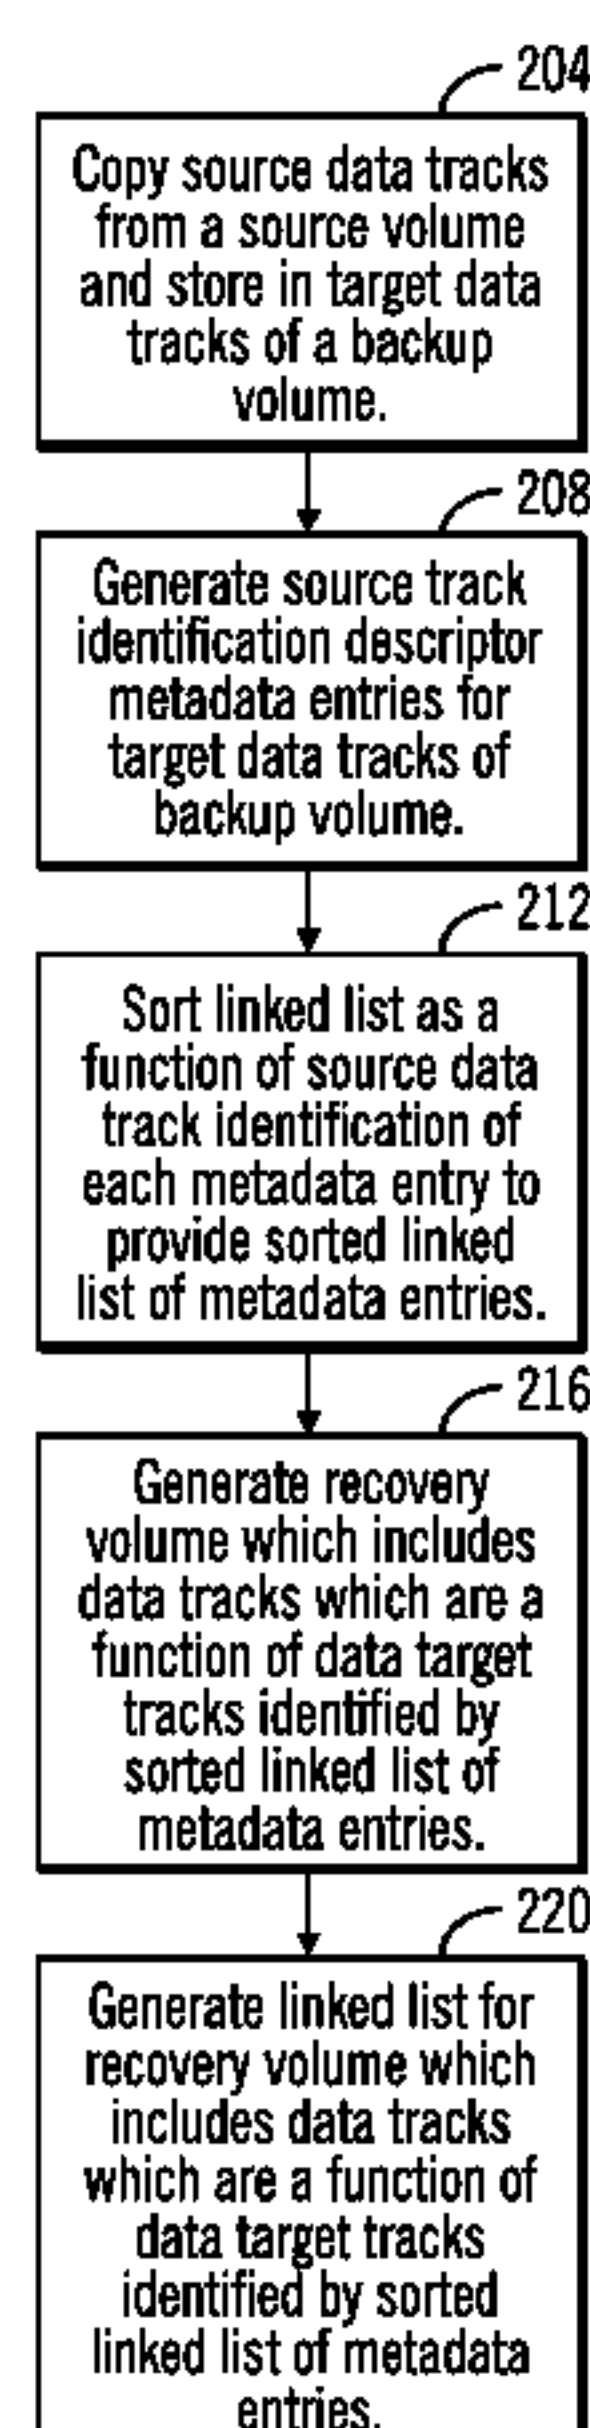 204
Copy source data tracks
from a source volume
and store in target data
tracks of a backup
volume.
208
Generate source track
identification descriptor
metadata entries for
target data tracks of
backup volume.
212
Sort linked list as a
function of source data
track identification of
each metadata entry to
provide sorted linked
list of metadata entries.
216
Generate recovery
volume which includes
data tracks which are a
function of data target
tracks identified by
sorted linked list of
metadata entries.
220
Generate linked list for
recovery volume which
includes data tracks
which are a function of
data target tracks
identified by sorted
linked list of metadata
entries.